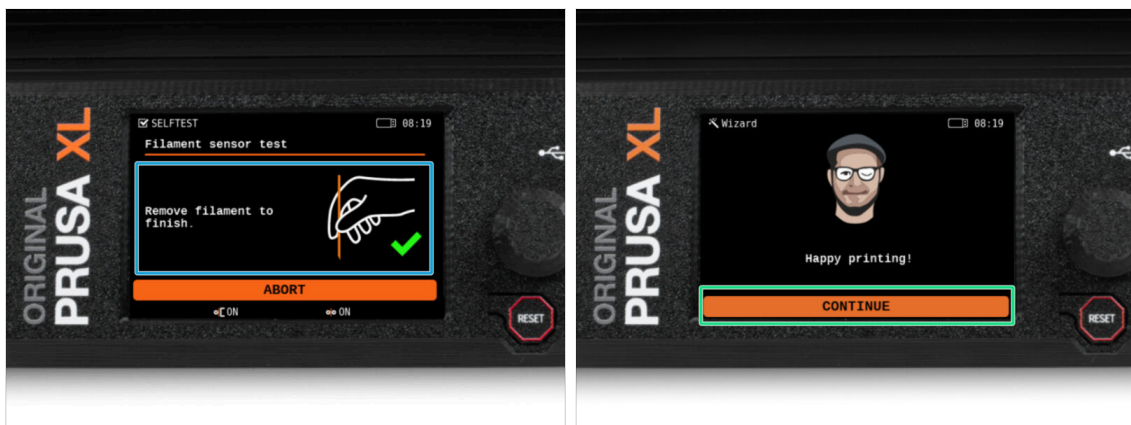 ORIGINAL
PRUSA XL
SELFTEST
08:19
Filament sensor test
Remove filament to
finish.
ABORT
ON
ON
RESET
ORIGINAL
PRUSA XL
Wizard
08:19
Happy printing!
CONTINUE
RESET